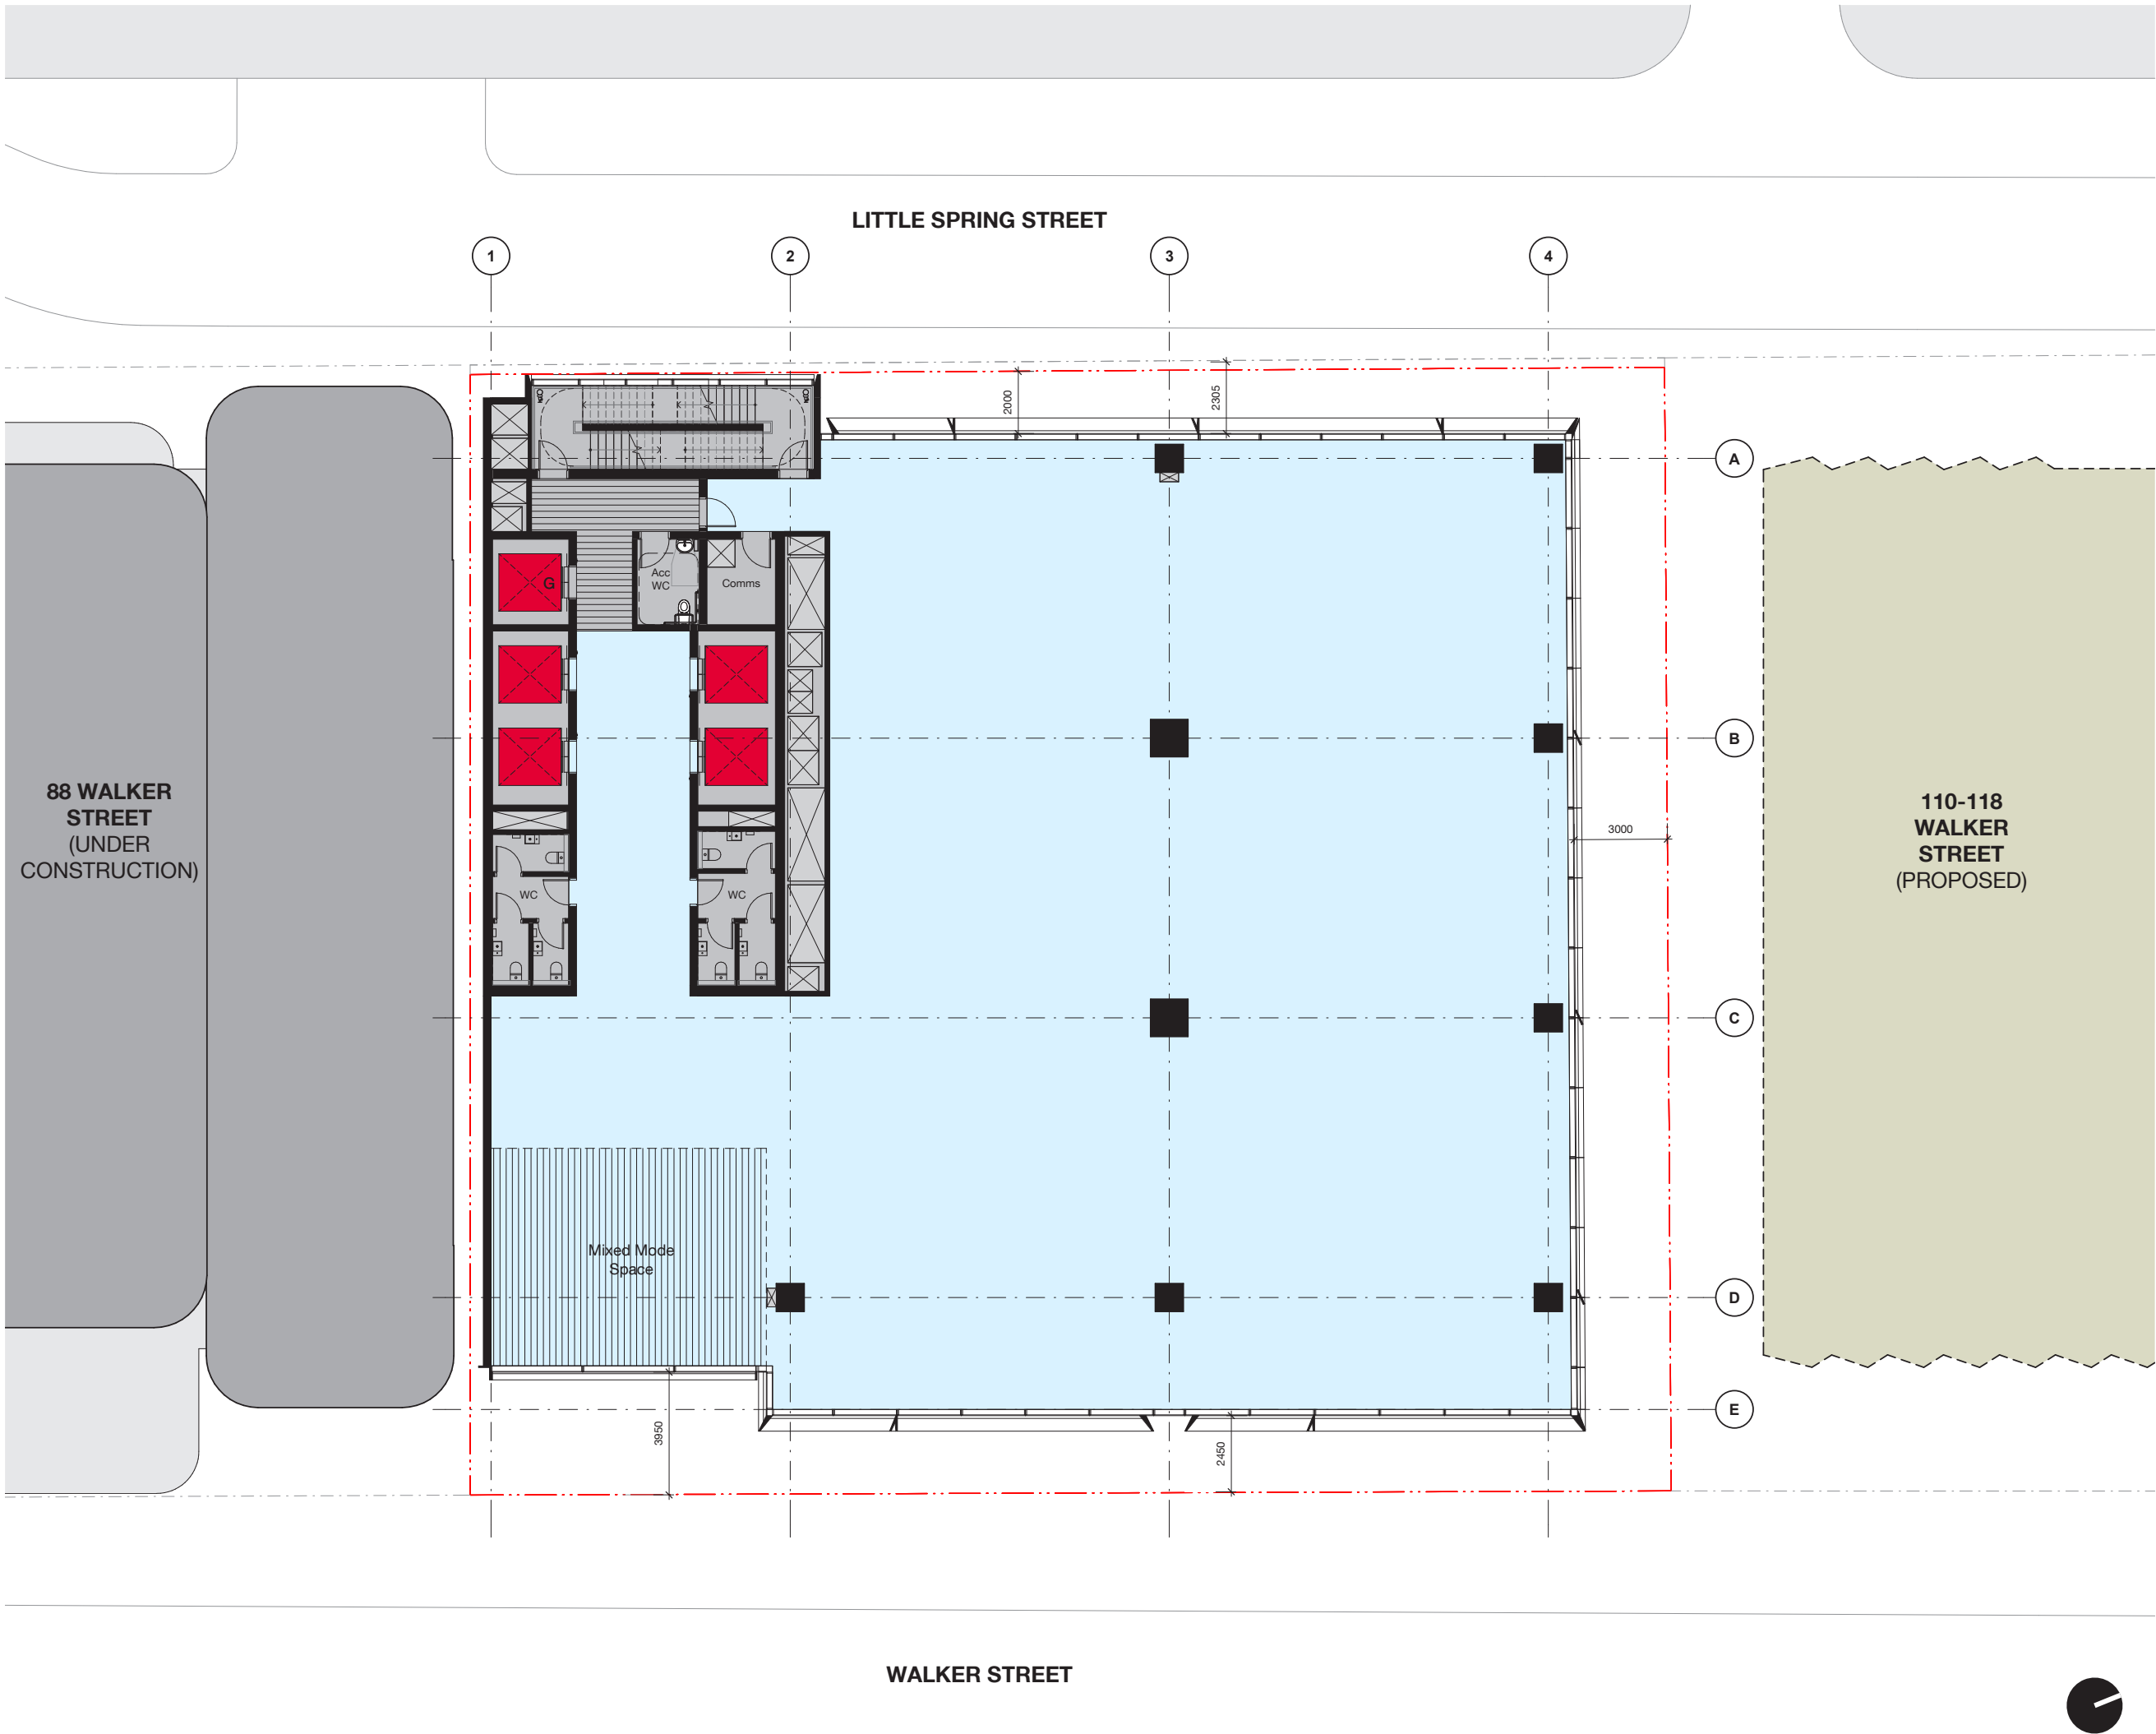 LITTLE SPRING STREET
1
2
3
4
2000
2305
A
G
Acc
WC
Comms
B
88 WALKER
STREET
(UNDER
CONSTRUCTION)
110-118
WALKER
STREET
(PROPOSED)
3000
WC
WC
C
Mixed Mode
Space
D
E
3950
2450
WALKER STREET